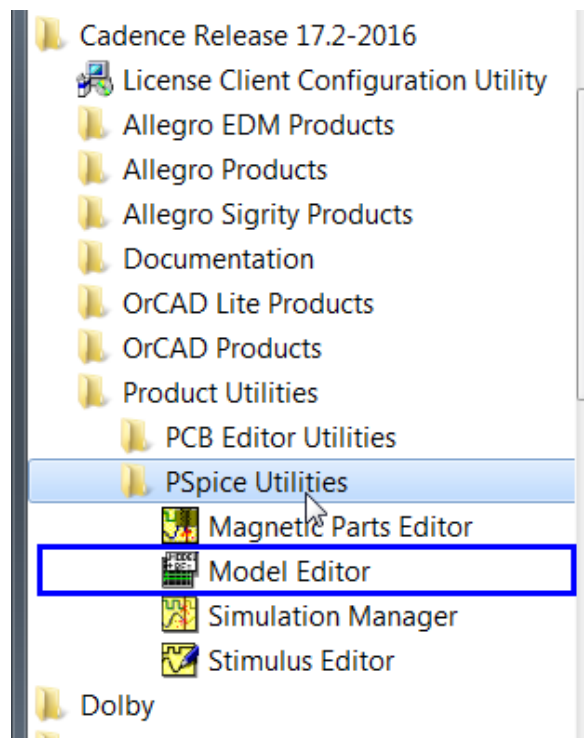 Cadence Release 17.2-2016
License Client Configuration Utility
Allegro EDM Products
Allegro Products
Allegro Sigrity Products
Documentation
OrCAD Lite Products
OrCAD Products
Product Utilities
PCB Editor Utilities
PSpice Utilities
Magnetic Parts Editor
Model Editor
Simulation Manager
Stimulus Editor
Dolby